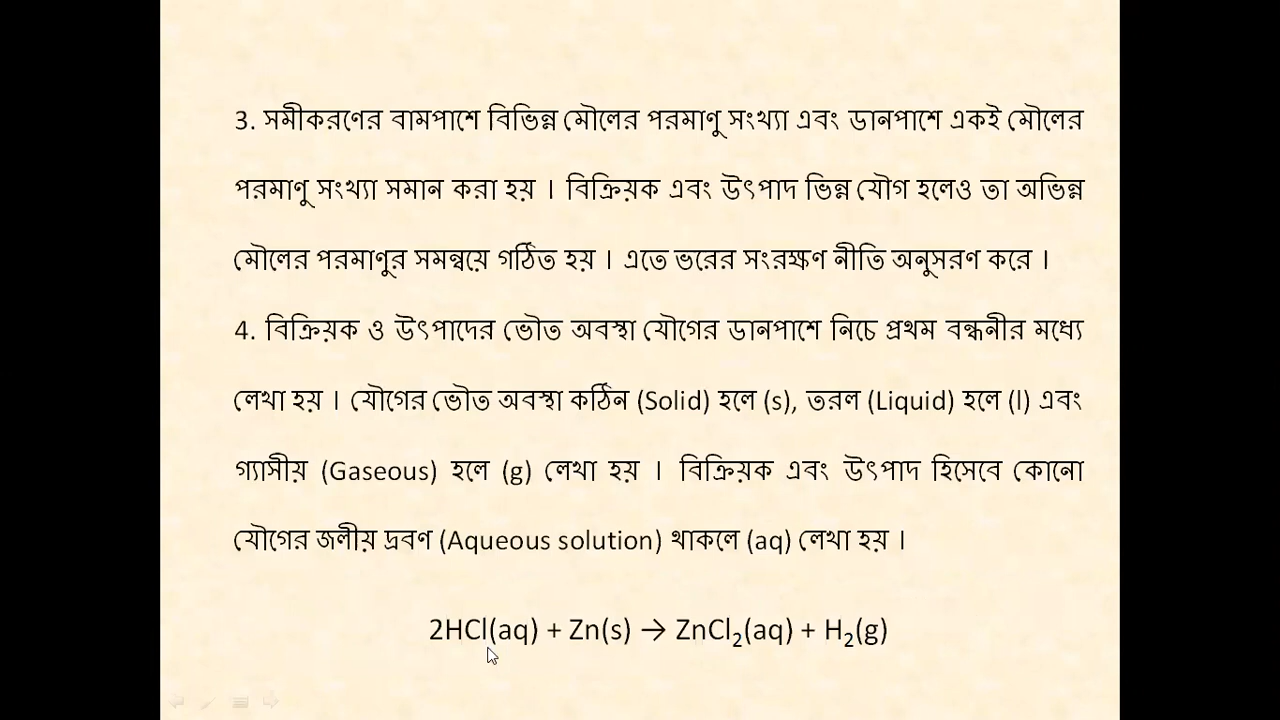 3. সমীকরণের বামপাশে বিভিন্ন মৌলের পরমাণু সংখ্যা এবং ডানপাশে একই মৌলের
পরমাণু সংখ্যা সমান করা হয় । বিক্রিয়ক এবং উৎপাদ ভিন্ন যৌগ হলেও তা অভিন্ন
মৌলের পরমাণুর সমন্বয়ে গঠিত হয় । এতে ভরের সংরক্ষণ নীতি অনুসরণ করে ।
4. বিক্রিয়ক ও উৎপাদের ভৌত অবস্থা যৌগের ডানপাশে নিচে প্রথম বন্ধনীর মধ্যে
লেখা হয় । যৌগের ভৌত অবস্থা কঠিন (Solid) হলে (s), তরল (Liquid) হলে (l) এবং
গ্যাসীয় (Gaseous) হলে (g) লেখা হয় । বিক্রিয়ক এবং উৎপাদ হিসেবে কোনো
যৌগের জলীয় দ্রবণ (Aqueous solution) থাকলে (aq) লেখা হয় ।
2HCl(aq) + Zn(s) → ZnCl₂(aq) + H₂(g)